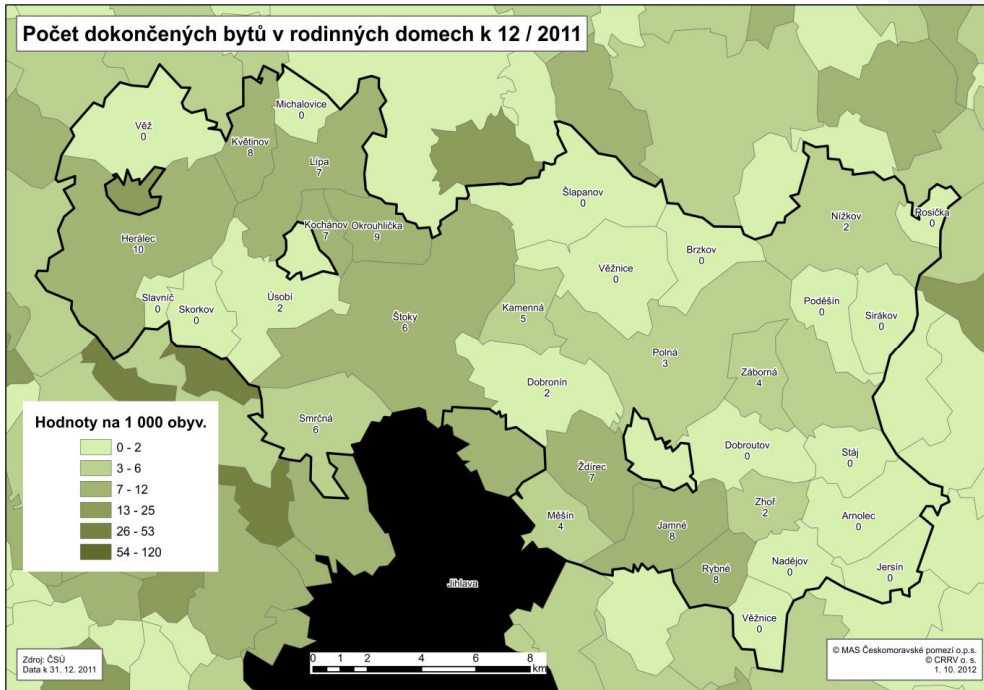 Počet dokončených bytů v rodinných domech k 12 / 2011
Michalovice
0
Věž
0
Květinov
8
Lípa
7
Šlapanov
0
Nížkov
2
Rosička
0
Kochánov
7
Okrouhlička
9
Herálec
10
Brzkov
0
Věžnice
0
Slavníč
0
Skorkov
0
Úsobí
2
Štoky
6
Kamenná
5
Poděšín
0
Sirákov
0
Polná
3
Záborná
4
Dobronín
2
Smrčná
6
Dobroutov
0
Stáj
0
Ždírec
7
Zhoř
2
Arnolec
0
Měšín
4
Jamné
8
Nadějov
0
Jersín
0
Rybné
8
Jihlava
Věžnice
0
Hodnoty na 1 000 obyv.
0 - 2
3 - 6
7 - 12
13 - 25
26 - 53
54 - 120
Zdroj: ČSÚ
Data k 31. 12. 2011
0 1 2 4 6 8
km
© MAS Českomoravské pomezí o.p.s.
© CRRV o. s.
1. 10. 2012